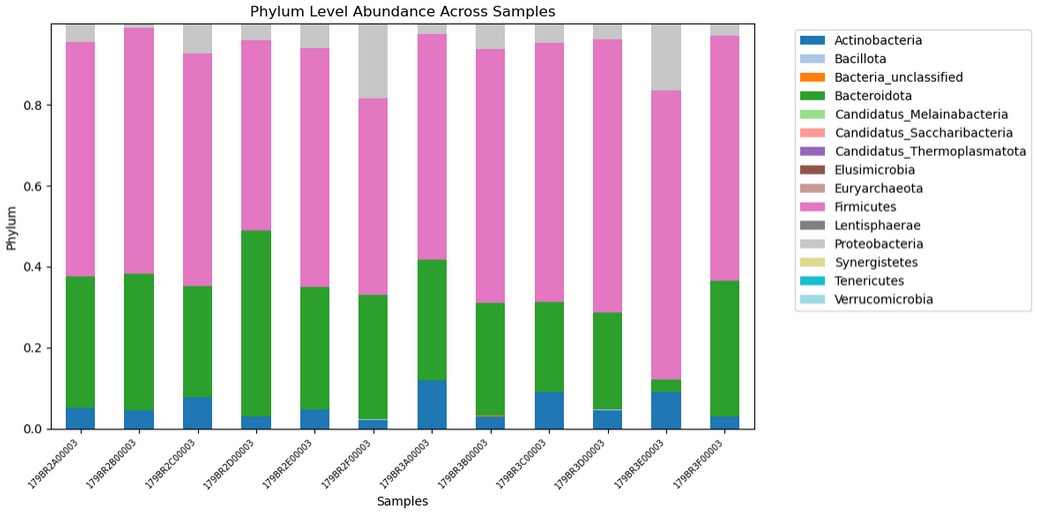 Phylum Level Abundance Across Samples
Phylum
0.8
0.6
0.4
0.2
0.0
179BR2A00003
179BR2B00003
179BR2C00003
179BR2D00003
179BR2E00003
179BR2F00003
179BR3A00003
179BR3B00003
179BR3C00003
179BR3D00003
179BR3E00003
179BR3F00003
Samples
Actinobacteria
Bacillota
Bacteria_unclassified
Bacteroidota
Candidatus_Melainabacteria
Candidatus_Saccharibacteria
Candidatus_Thermoplasmatota
Elusimicrobia
Euryarchaeota
Firmicutes
Lentisphaerae
Proteobacteria
Synergistetes
Tenericutes
Verrucomicrobia